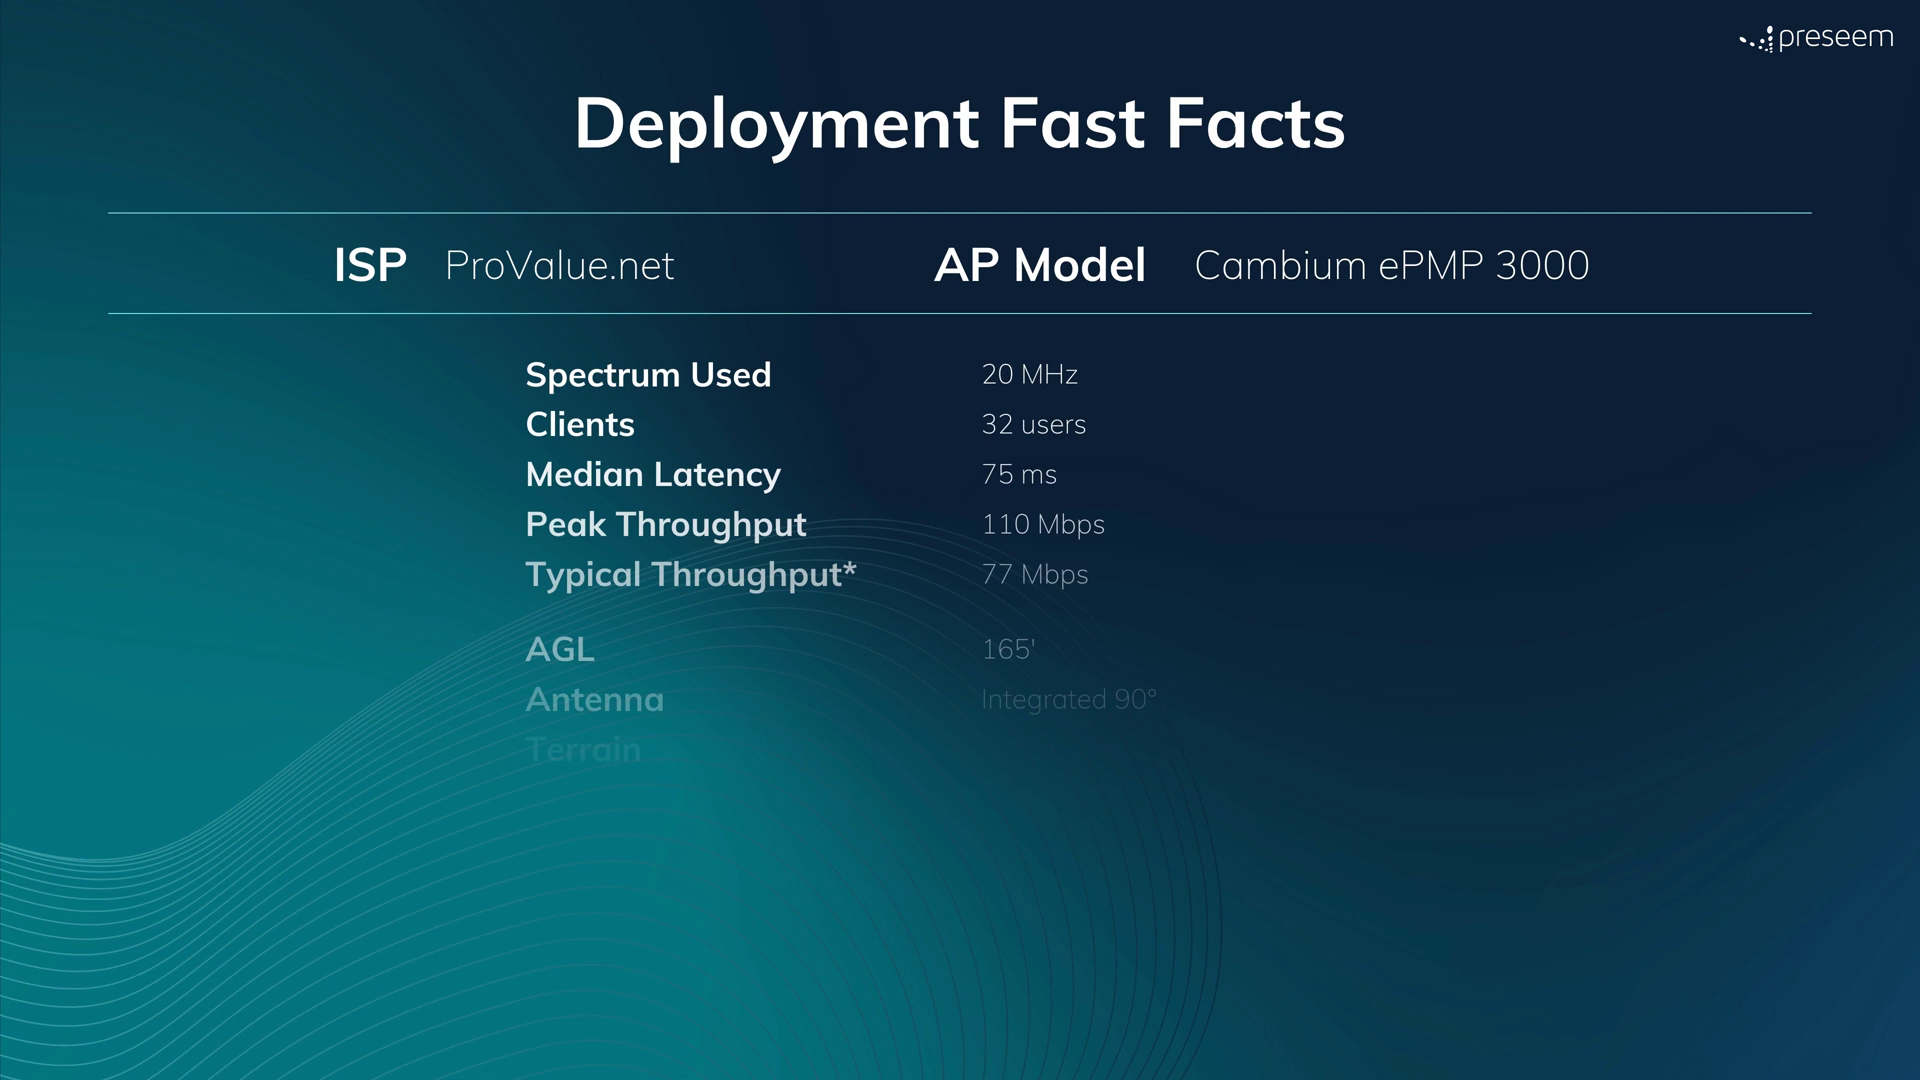 preseem
Deployment Fast Facts
ISP ProValue.net AP Model Cambium ePMP 3000
Spectrum Used 20 MHz
Clients 32 users
Median Latency 75 ms
Peak Throughput 110 Mbps
Typical Throughput* 77 Mbps
AGL 165'
Antenna Integrated 90°
Terrain